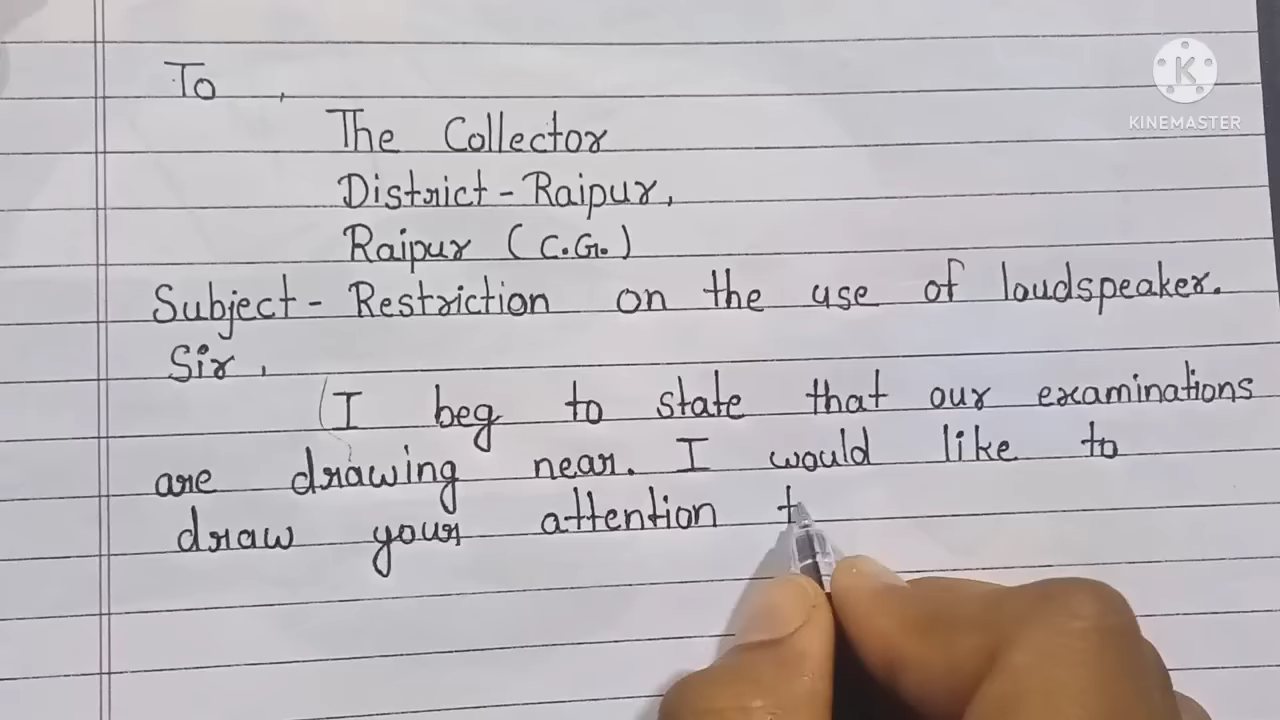 To ,
The Collector
District - Raipur,
Raipur (C.G.)
Subject - Restriction on the use of loudspeaker.
Sir,
I beg to state that our examinations
are drawing near. I would like to
draw your attention t
K
KINEMASTER